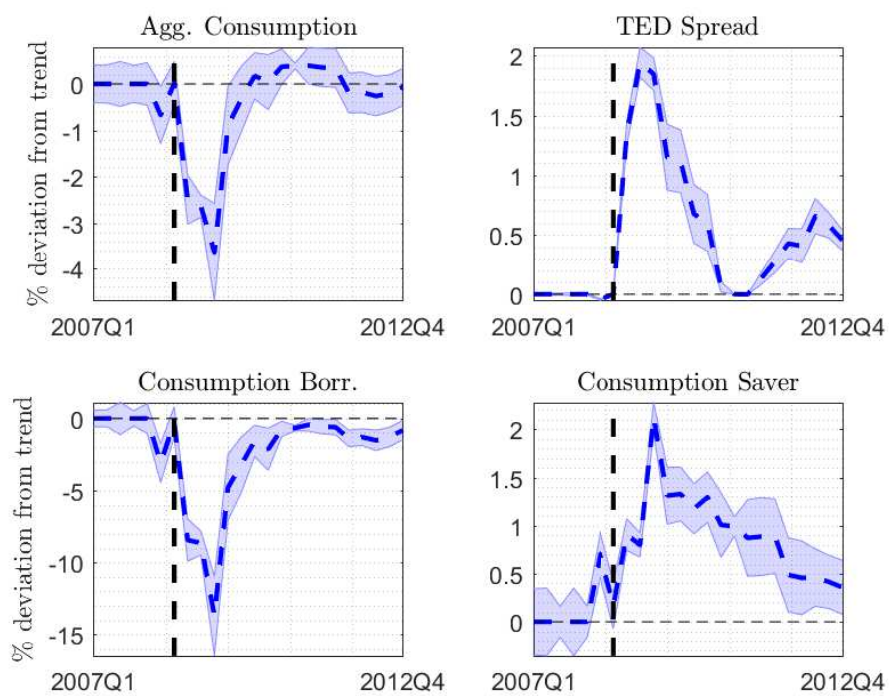 Agg. Consumption
% deviation from trend
0
-1
-2
-3
-4
2007Q1
2012Q4
TED Spread
2
1.5
1
0.5
0
2007Q1
2012Q4
Consumption Borr.
% deviation from trend
0
-5
-10
-15
2007Q1
2012Q4
Consumption Saver
2
1.5
1
0.5
0
2007Q1
2012Q4